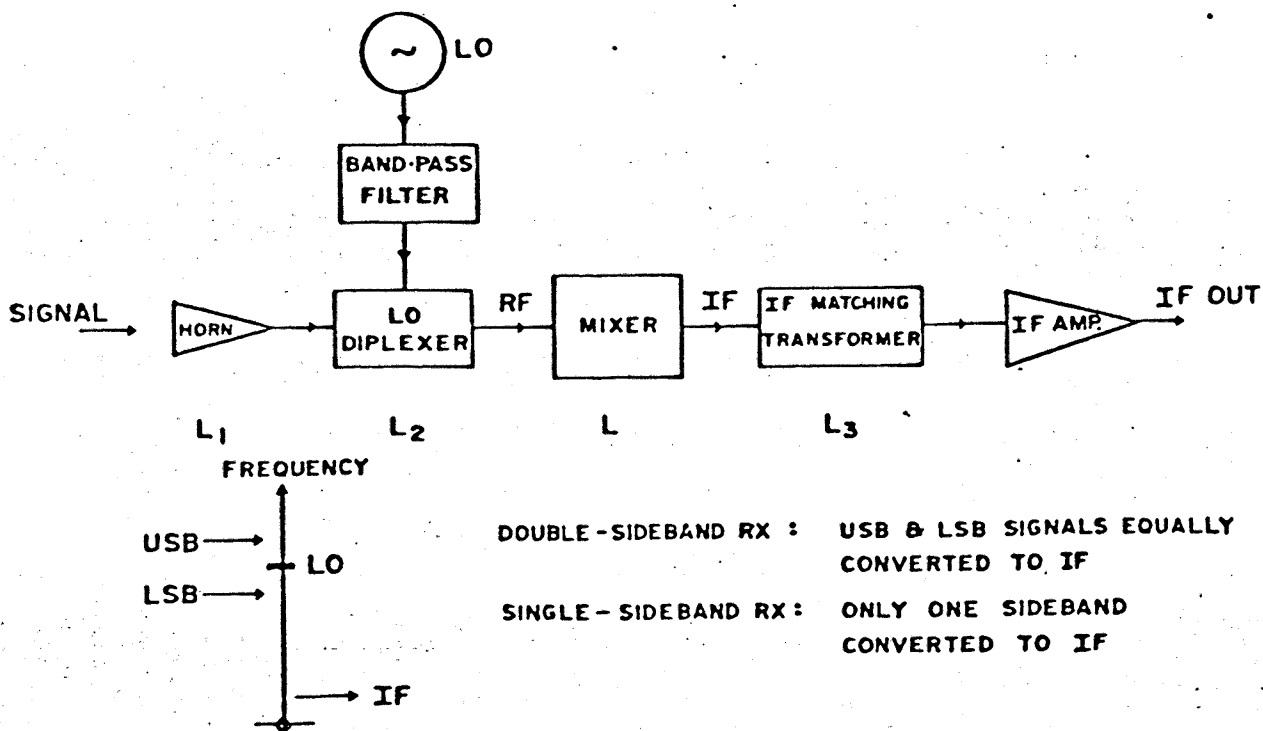 ~ LO
BAND-PASS
FILTER
SIGNAL
HORN
LO
DIPLEXER
RF
MIXER
IF
IF MATCHING
TRANSFORMER
IF AMP.
IF OUT
L1
L2
L
L3
FREQUENCY
USB
LO
LSB
IF
DOUBLE-SIDEBAND RX : USB & LSB SIGNALS EQUALLY
CONVERTED TO IF
SINGLE-SIDEBAND RX: ONLY ONE SIDEBAND
CONVERTED TO IF